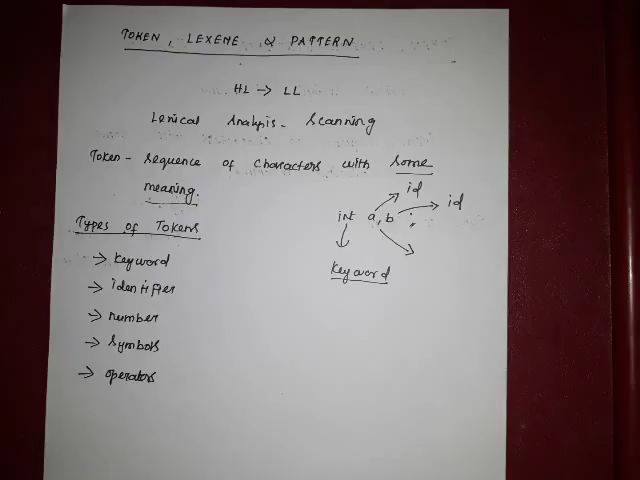 TOKEN, LEXEME & PATTERN
HL → LL
Lexical Analysis - Scanning
Token - sequence of characters with some
meaning.
Types of Tokens
→ keyword
→ identifier
→ number
→ symbols
→ operators
id
id
int a, b ;
keyword